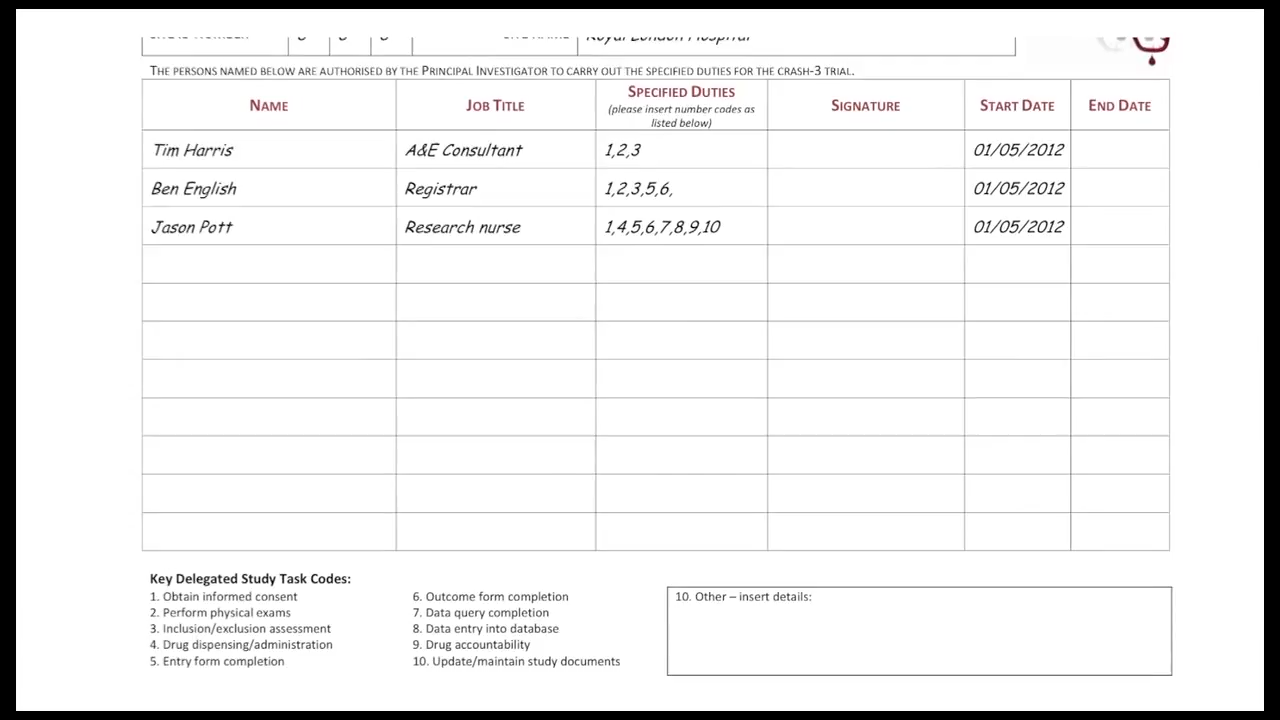 Royal London Hospital
THE PERSONS NAMED BELOW ARE AUTHORISED BY THE PRINCIPAL INVESTIGATOR TO CARRY OUT THE SPECIFIED DUTIES FOR THE CRASH-3 TRIAL.
NAME JOB TITLE SPECIFIED DUTIES (please insert number codes as listed below) SIGNATURE START DATE END DATE
Tim Harris A&E Consultant 1,2,3 01/05/2012
Ben English Registrar 1,2,3,5,6, 01/05/2012
Jason Pott Research nurse 1,4,5,6,7,8,9,10 01/05/2012
Key Delegated Study Task Codes:
1. Obtain informed consent
2. Perform physical exams
3. Inclusion/exclusion assessment
4. Drug dispensing/administration
5. Entry form completion
6. Outcome form completion
7. Data query completion
8. Data entry into database
9. Drug accountability
10. Update/maintain study documents
10. Other – insert details: